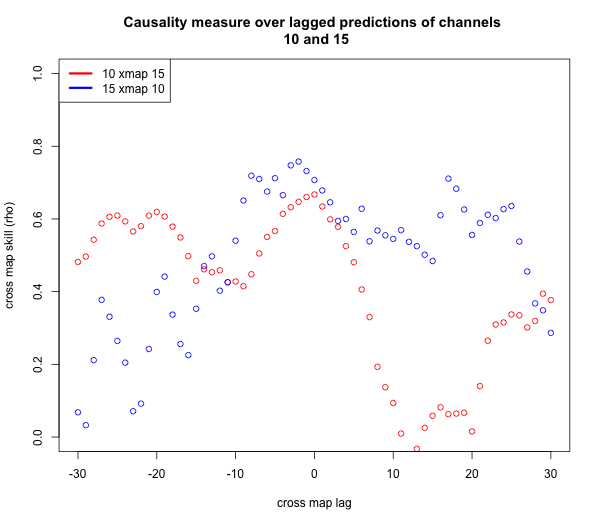 Causality measure over lagged predictions of channels
10 and 15
10 xmap 15
15 xmap 10
cross map skill (rho)
1.0
0.8
0.6
0.4
0.2
0.0
-30
-20
-10
0
10
20
30
cross map lag